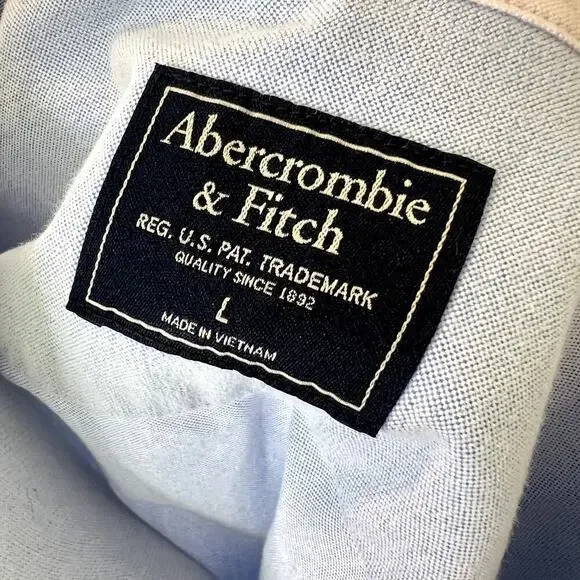 Abercrombie
& Fitch
REG. U.S. PAT. TRADEMARK
QUALITY SINCE 1892
L
MADE IN VIETNAM